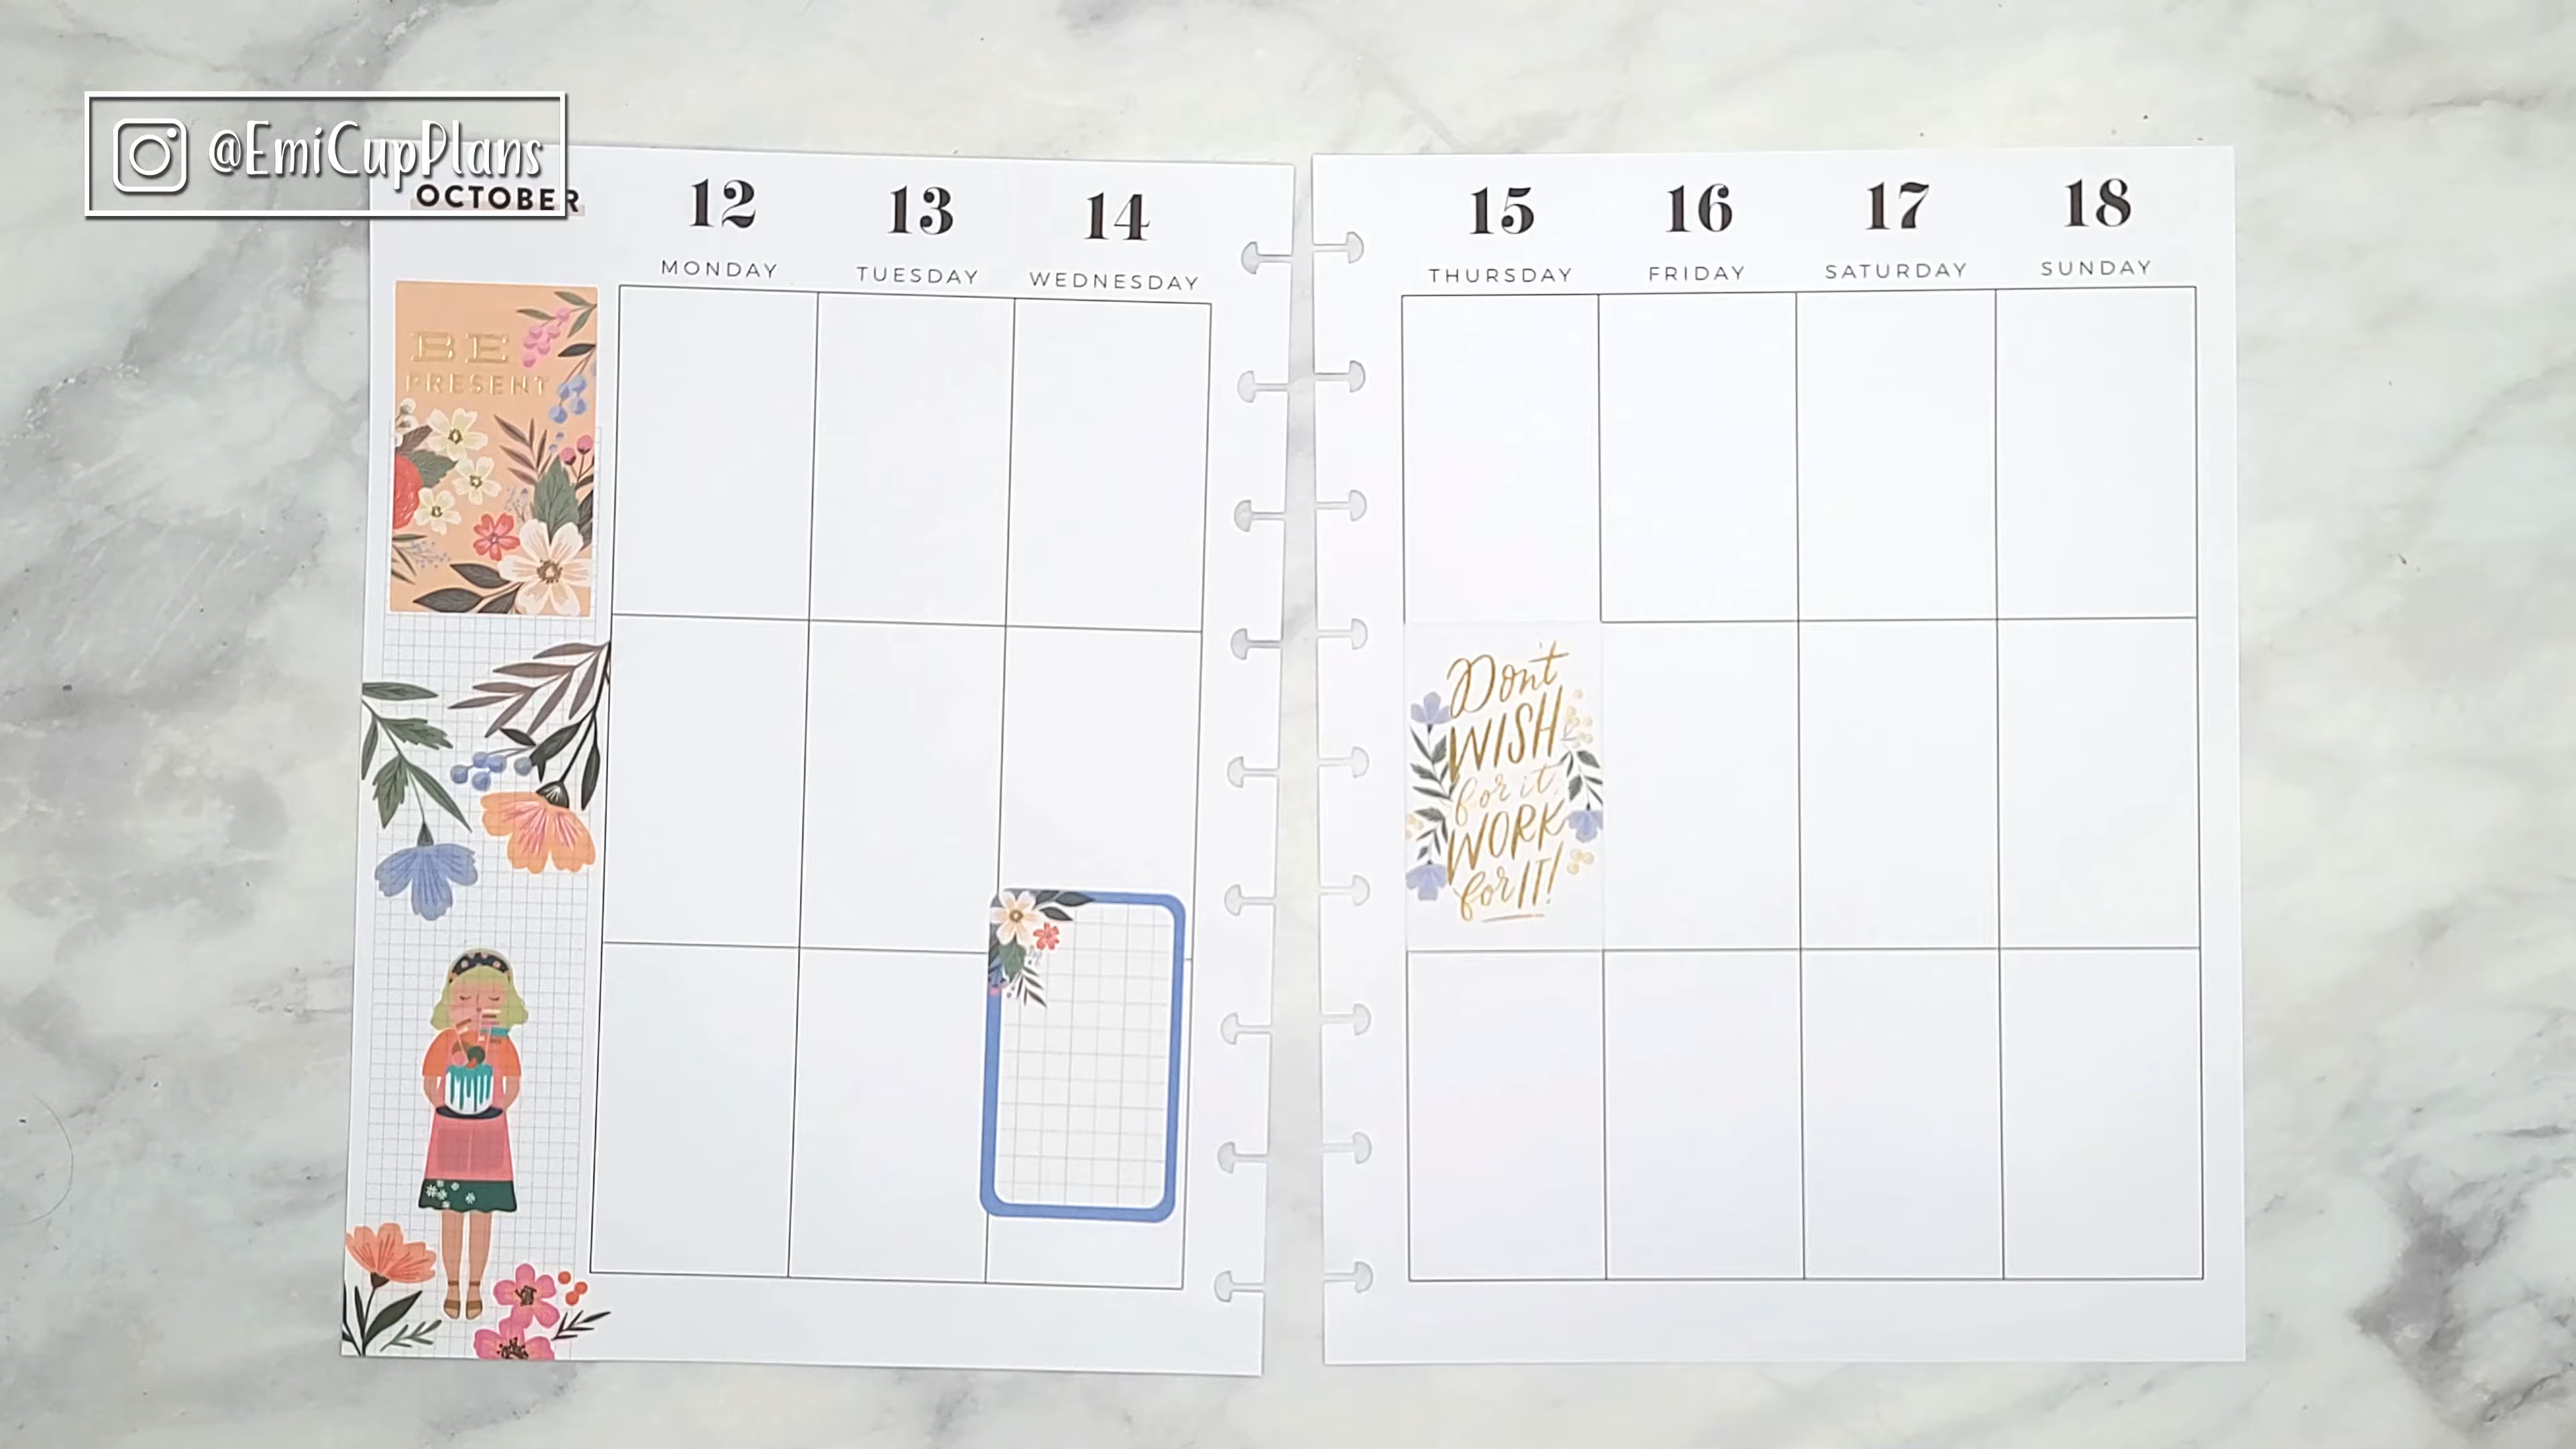 @EmiCupPlans
OCTOBER
12
13
14
15
16
17
18
MONDAY
TUESDAY
WEDNESDAY
THURSDAY
FRIDAY
SATURDAY
SUNDAY
BE
PRESENT
Don't
WISH
for it,
WORK
for IT!